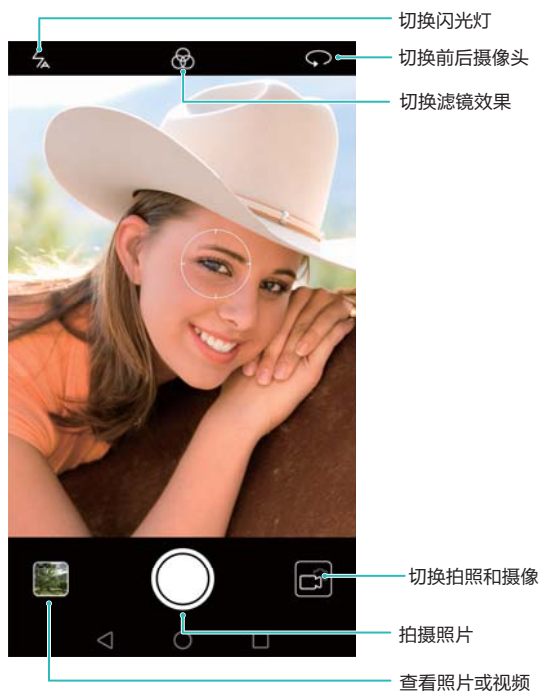 切换闪光灯
切换前后摄像头
切换滤镜效果
切换拍照和摄像
拍摄照片
查看照片或视频